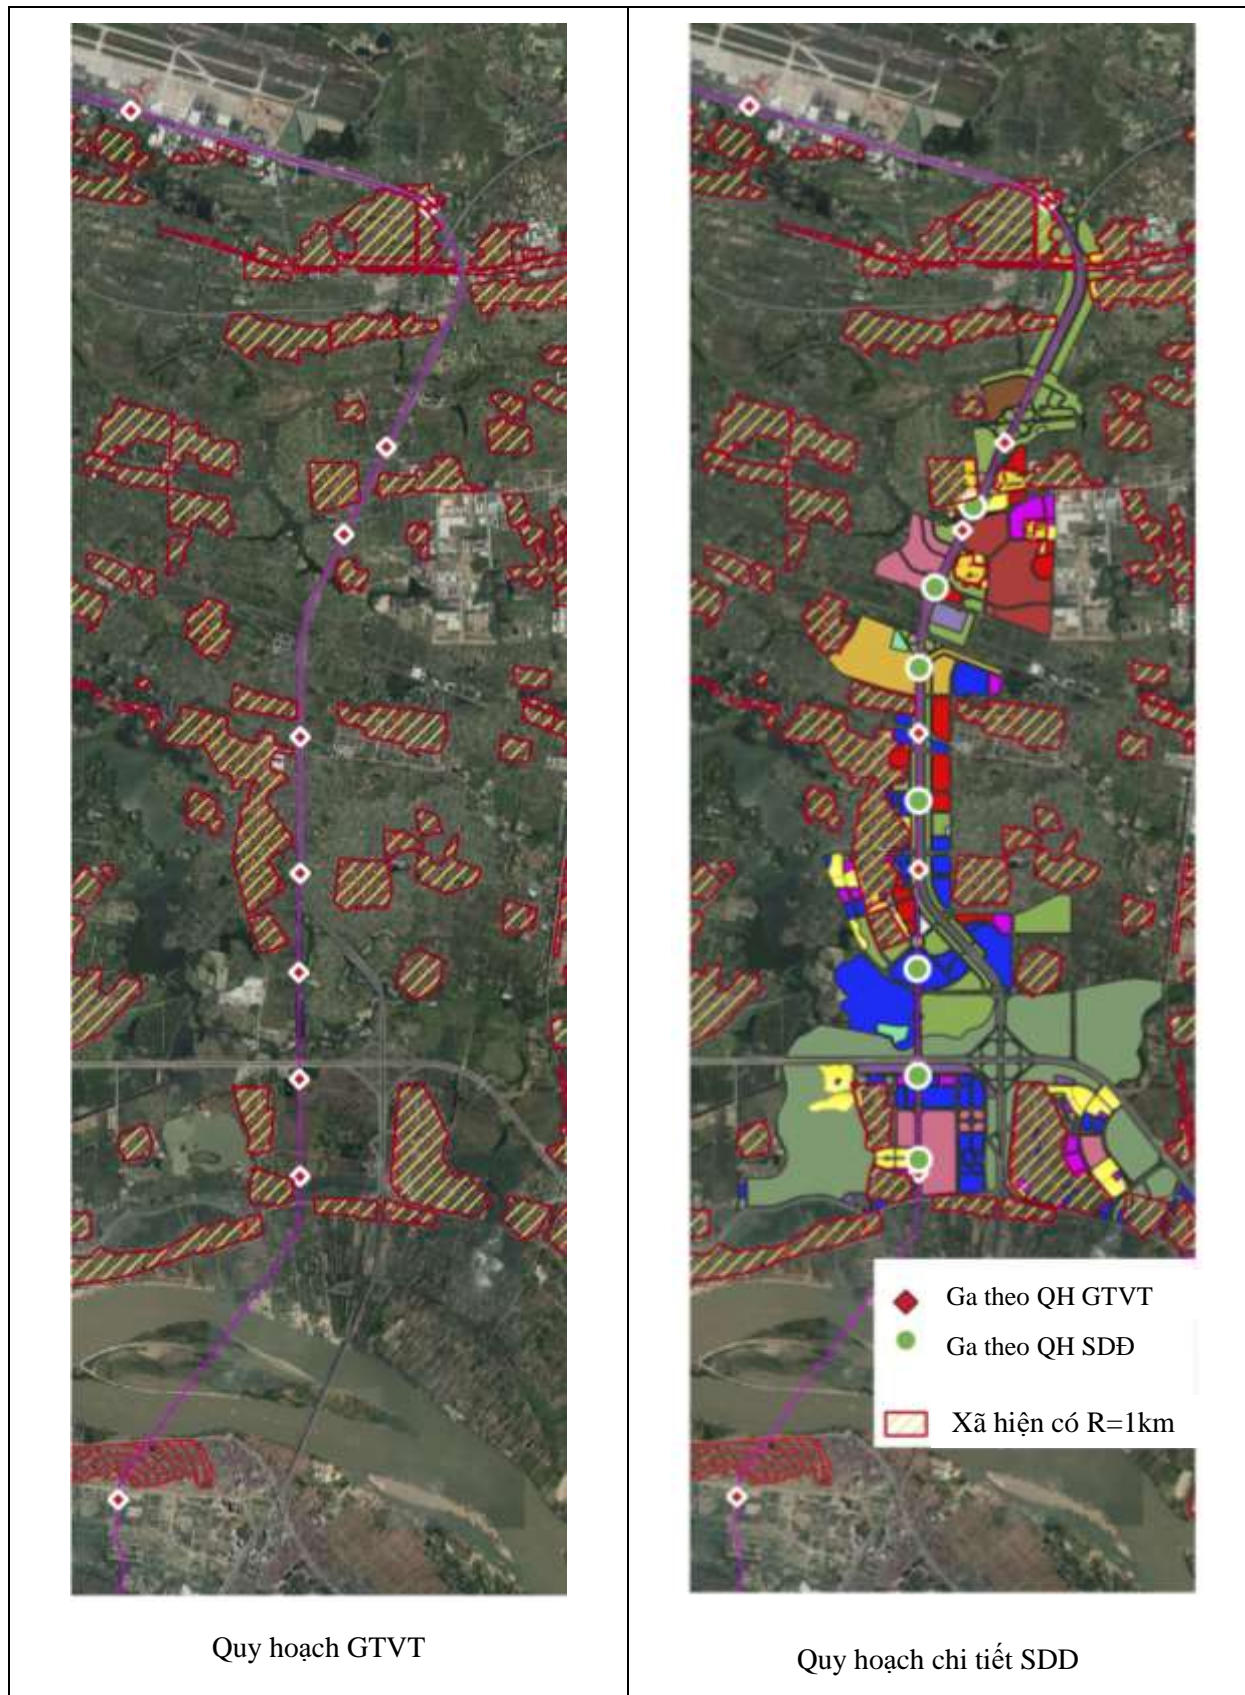 Ga theo QH GTVT
Ga theo QH SDĐ
Xã hiện có R=1km
Quy hoạch GTVT
Quy hoạch chi tiết SDD